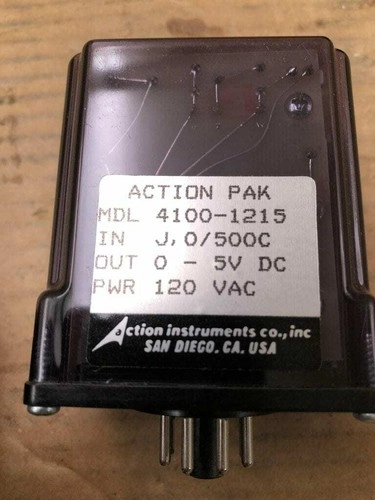 ACTION PAK
MDL 4100-1215
IN J, 0/500C
OUT 0 - 5V DC
PWR 120 VAC
action instruments co., inc
SAN DIEGO. CA. USA